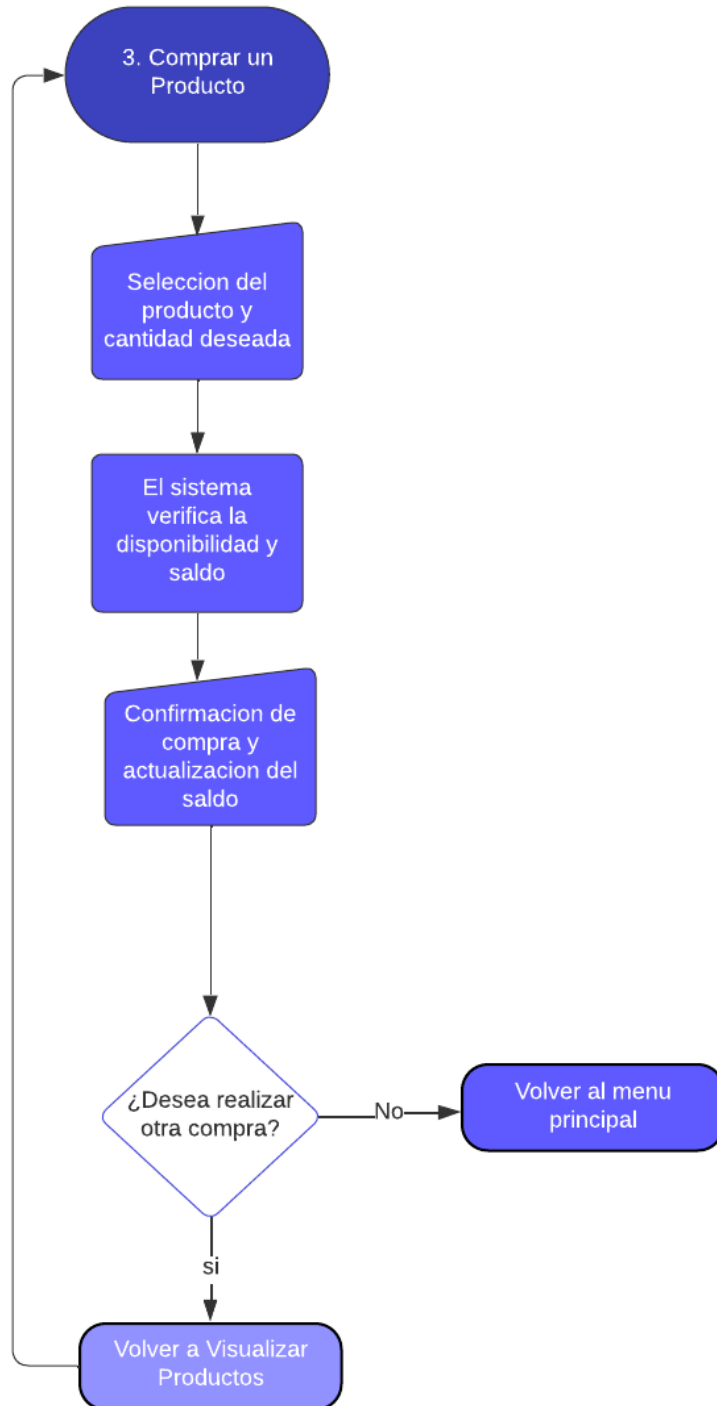 3. Comprar un
Producto
Seleccion del
producto y
cantidad deseada
El sistema
verifica la
disponibilidad y
saldo
Confirmacion de
compra y
actualizacion del
saldo
¿Desea realizar
otra compra?
No
Volver al menu
principal
si
Volver a Visualizar
Productos